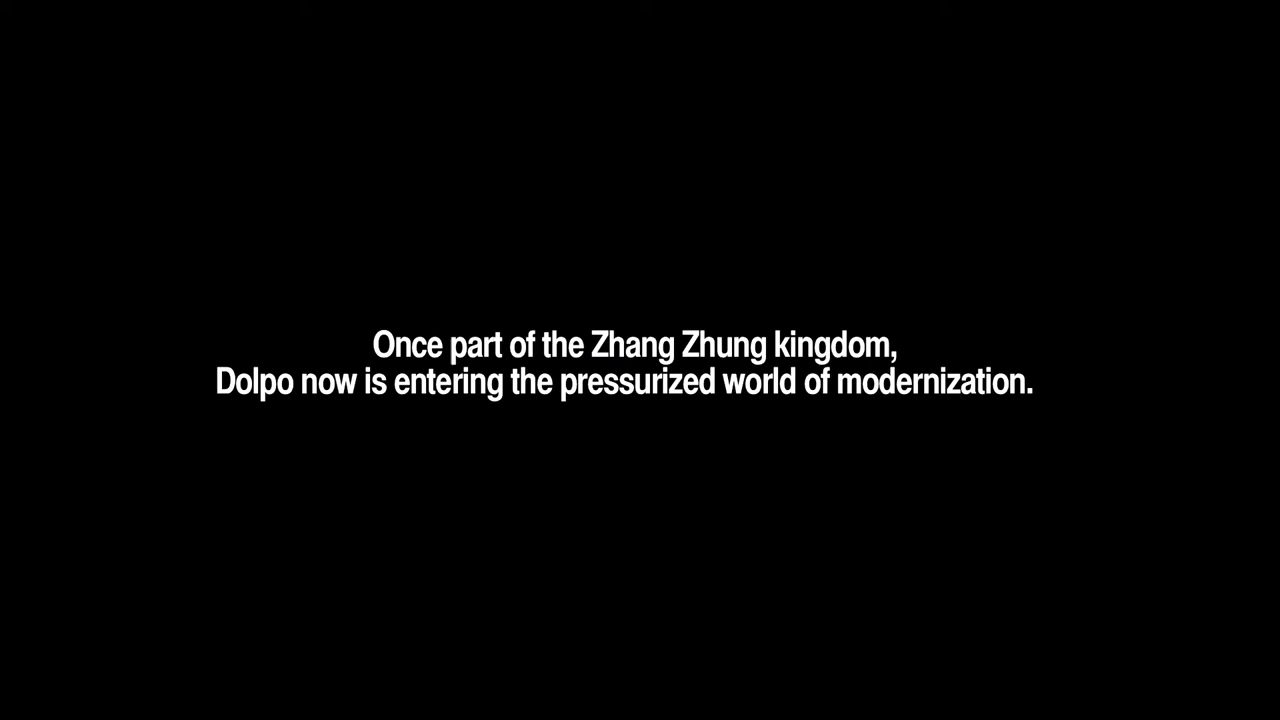 Once part of the Zhang Zhung kingdom,
Dolpo now is entering the pressurized world of modernization.